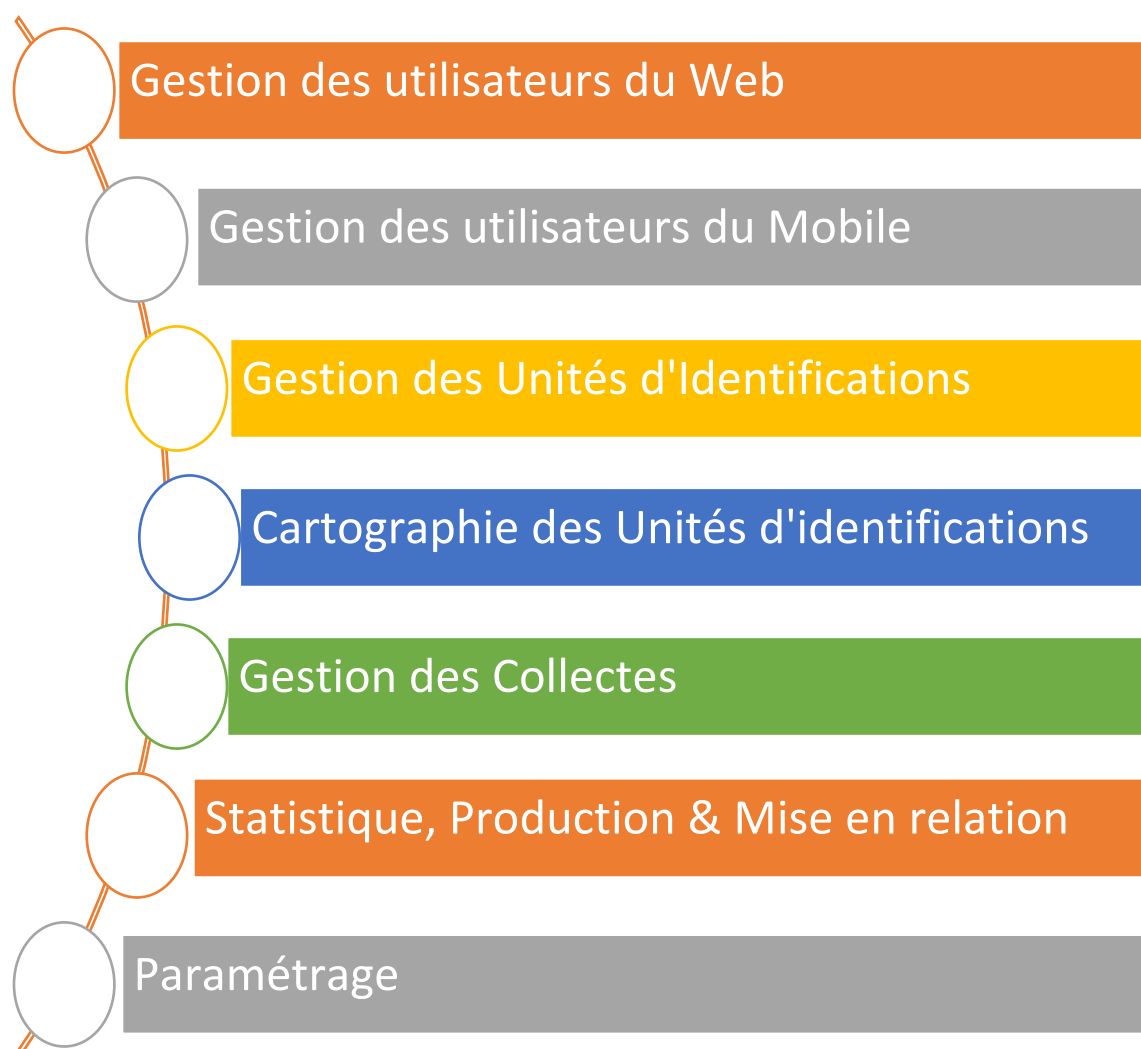 Gestion des utilisateurs du Web
Gestion des utilisateurs du Mobile
Gestion des Unités d'Identifications
Cartographie des Unités d'identifications
Gestion des Collectes
Statistique, Production & Mise en relation
Paramétrage